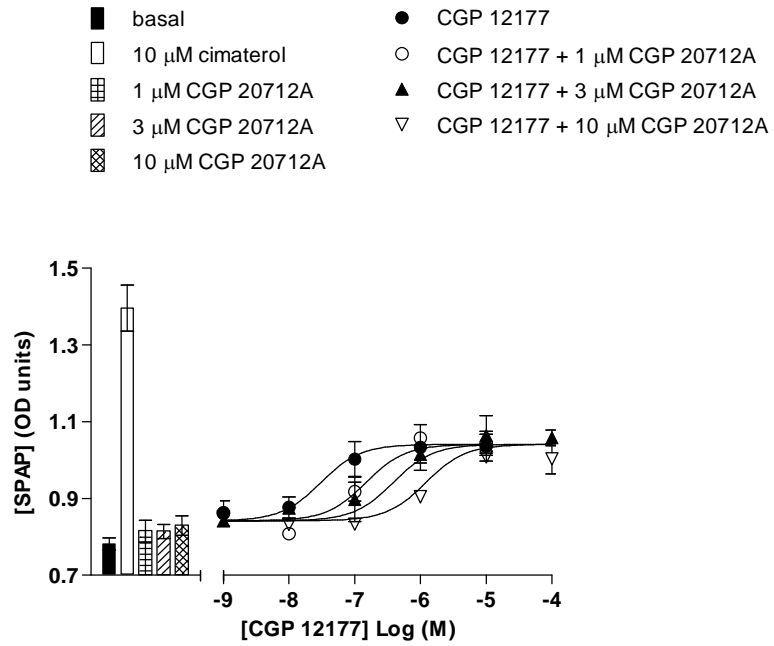 basal
10 μM cimaterol
1 μM CGP 20712A
3 μM CGP 20712A
10 μM CGP 20712A
CGP 12177
CGP 12177 + 1 μM CGP 20712A
CGP 12177 + 3 μM CGP 20712A
CGP 12177 + 10 μM CGP 20712A
[SPAP] (OD units)
1.5
1.3
1.1
0.9
0.7
-9 -8 -7 -6 -5 -4
[CGP 12177] Log (M)